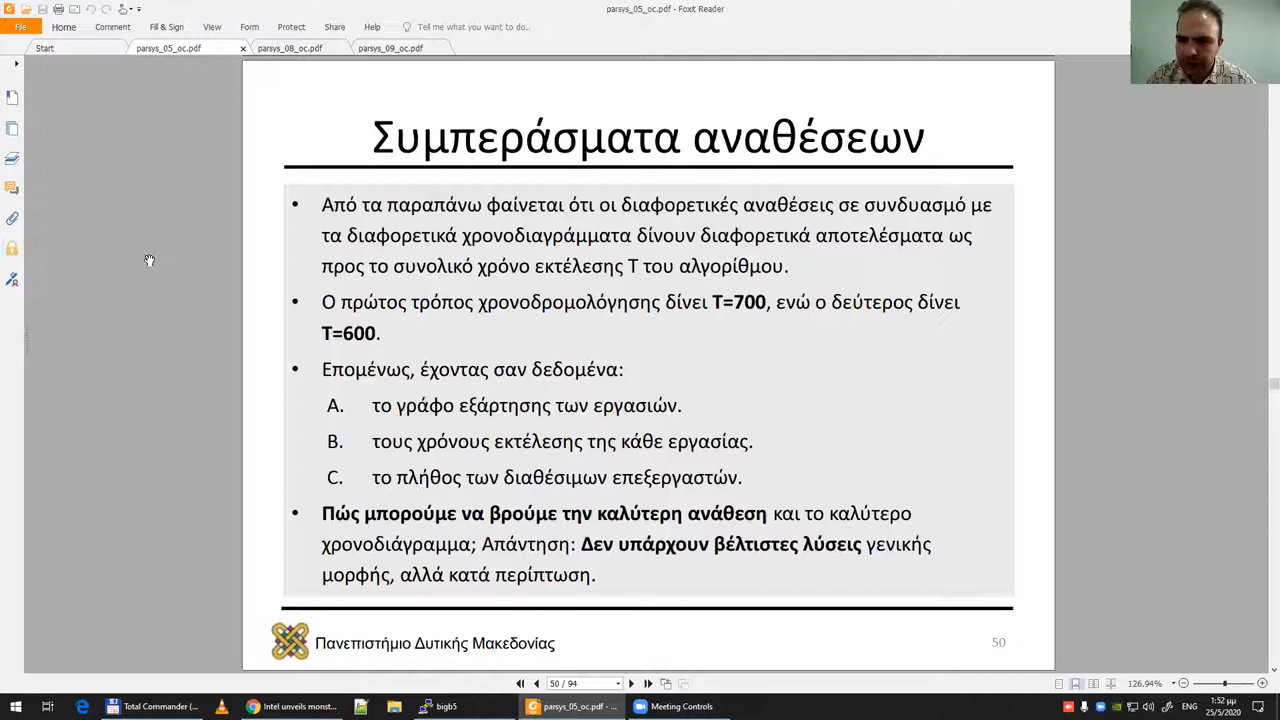 parsys_05_oc.pdf - Foxit Reader
File Home Comment Fill & Sign View Form Protect Share Help Tell me what you want to do..
Start parsys_05_oc.pdf parsys_08_oc.pdf parsys_09_oc.pdf
Συμπεράσματα αναθέσεων
• Από τα παραπάνω φαίνεται ότι οι διαφορετικές αναθέσεις σε συνδυασμό με
τα διαφορετικά χρονοδιαγράμματα δίνουν διαφορετικά αποτελέσματα ως
προς το συνολικό χρόνο εκτέλεσης Τ του αλγορίθμου.
• Ο πρώτος τρόπος χρονοδρομολόγησης δίνει Τ=700, ενώ ο δεύτερος δίνει
Τ=600.
• Επομένως, έχοντας σαν δεδομένα:
A. το γράφο εξάρτησης των εργασιών.
B. τους χρόνους εκτέλεσης της κάθε εργασίας.
C. το πλήθος των διαθέσιμων επεξεργαστών.
• Πώς μπορούμε να βρούμε την καλύτερη ανάθεση και το καλύτερο
χρονοδιάγραμμα; Απάντηση: Δεν υπάρχουν βέλτιστες λύσεις γενικής
μορφής, αλλά κατά περίπτωση.
Πανεπιστήμιο Δυτικής Μακεδονίας 50
50 / 94 126.94%
Total Commander (... Intel unveils monst... bigb5 parsys_05_oc.pdf - ... Meeting Controls ENG 1:52 μμ
25/5/2020